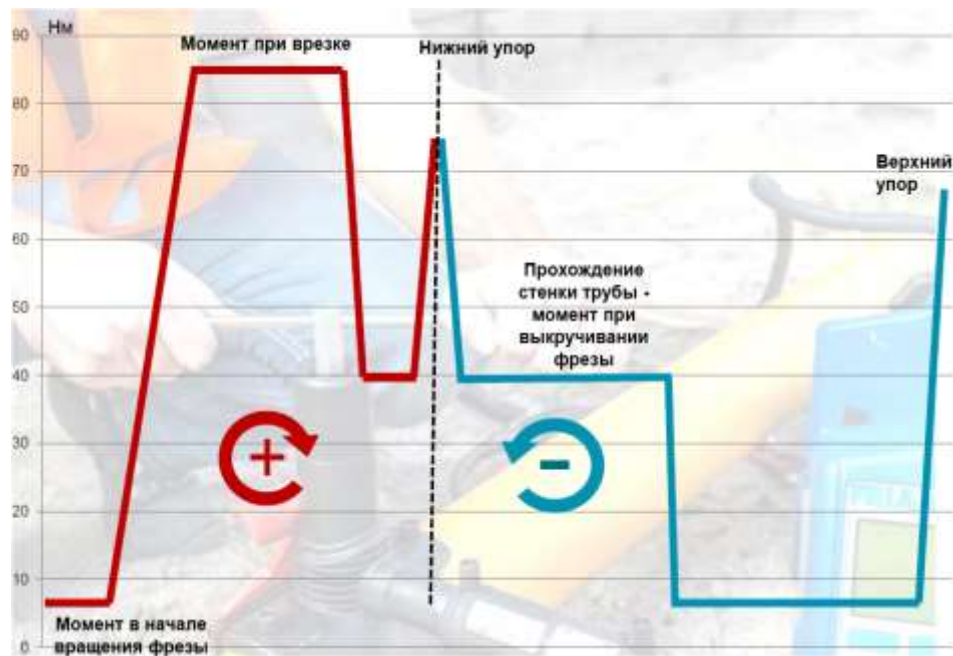 Нм
90
80
70
60
50
40
30
20
10
0
Момент при врезке
Нижний упор
Верхний
упор
Прохождение
стенки трубы -
момент при
выкручивании
фрезы
+
-
Момент в начале
вращения фрезы